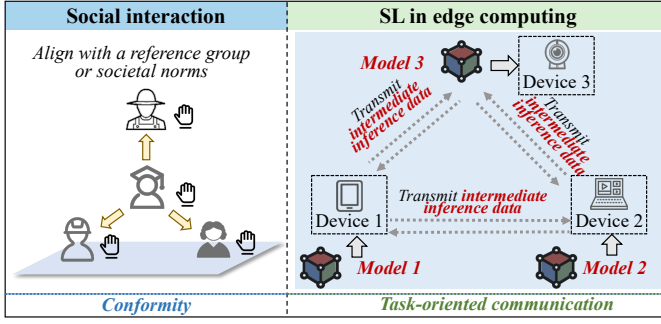 Social interaction
Align with a reference group
or societal norms
Conformity
SL in edge computing
Model 3
Device 3
Transmit
intermediate
inference data
Transmit
intermediate
inference data
Transmit intermediate
inference data
Device 1
Device 2
Model 1
Model 2
Task-oriented communication